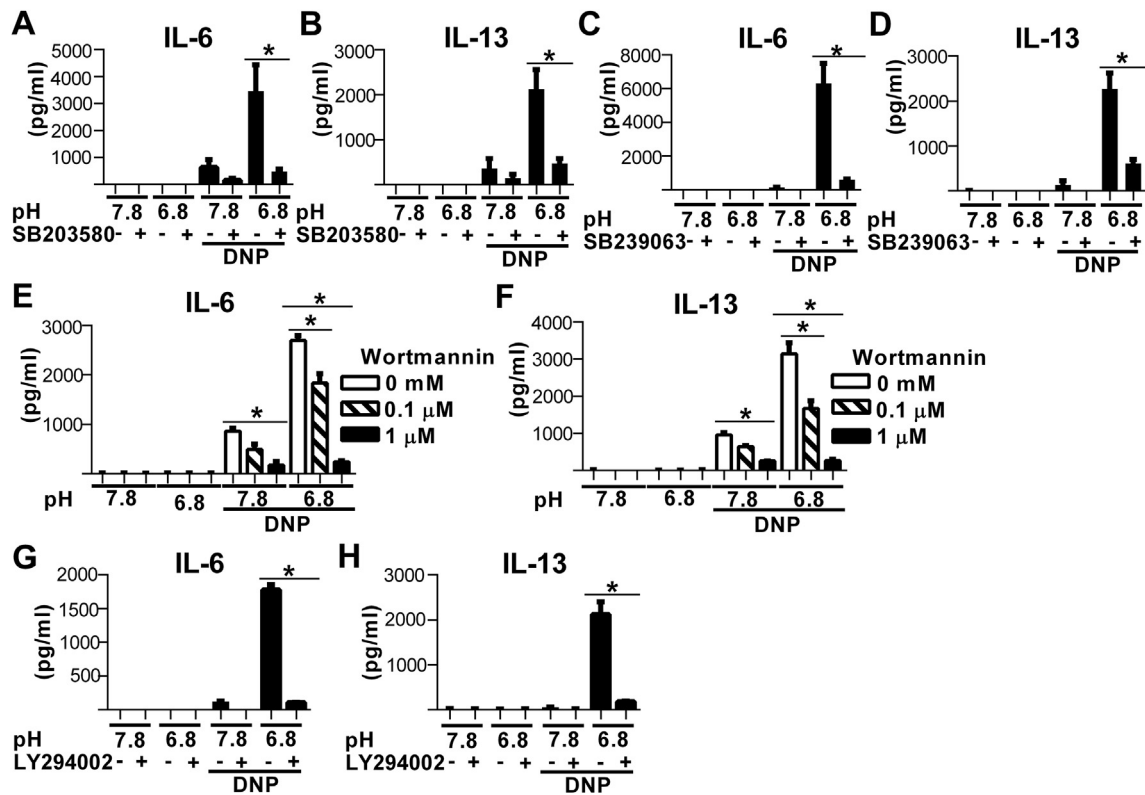 A
IL-6
(pg/ml)
5000
4000
3000
2000
1000
*
pH
7.8 6.8 7.8 6.8
SB203580 - + - + - + - +
DNP
B
IL-13
(pg/ml)
3000
2000
1000
*
pH
7.8 6.8 7.8 6.8
SB203580 - + - + - + - +
DNP
C
IL-6
(pg/ml)
8000
6000
4000
2000
*
pH
7.8 6.8 7.8 6.8
SB239063 - + - + - + - +
DNP
D
IL-13
(pg/ml)
3000
2000
1000
*
pH
7.8 6.8 7.8 6.8
SB239063 - + - + - + - +
DNP
E
IL-6
(pg/ml)
3000
2000
1000
*
*
*
Wortmannin
0 mM
0.1 μM
1 μM
pH
7.8 6.8 7.8 6.8
DNP
F
IL-13
(pg/ml)
4000
3000
2000
1000
*
*
*
Wortmannin
0 mM
0.1 μM
1 μM
pH
7.8 6.8 7.8 6.8
DNP
G
IL-6
(pg/ml)
2000
1500
1000
500
*
pH
7.8 6.8 7.8 6.8
LY294002 - + - + - + - +
DNP
H
IL-13
(pg/ml)
3000
2000
1000
*
pH
7.8 6.8 7.8 6.8
LY294002 - + - + - + - +
DNP